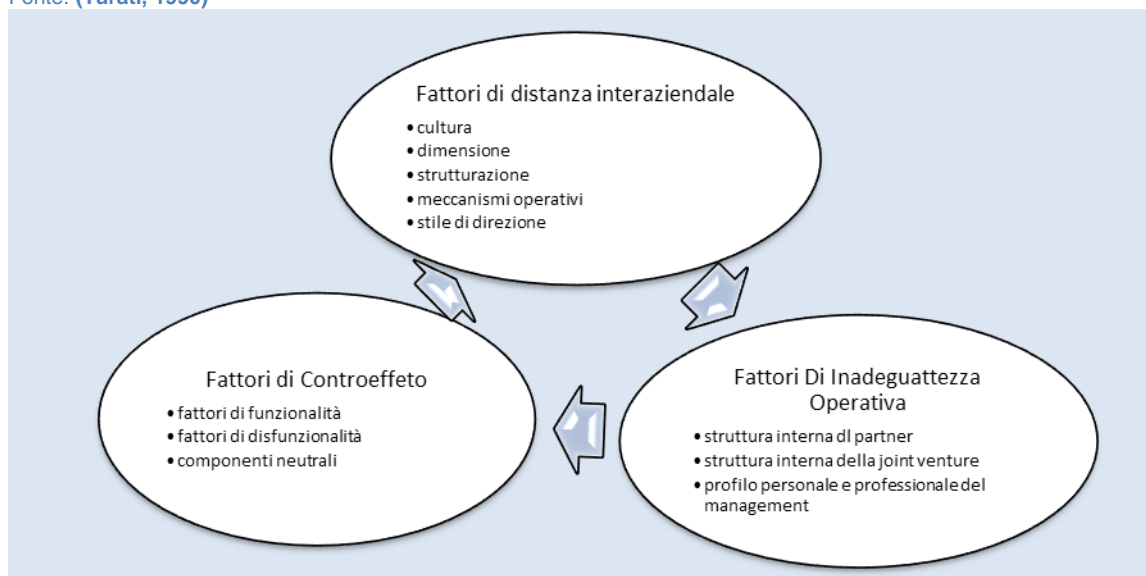 Fonte: (Turati, 1990)
Fattori di distanza interaziendale
• cultura
• dimensione
• strutturazione
• meccanismi operativi
• stile di direzione
Fattori di Controeffeto
• fattori di funzionalità
• fattori di disfunzionalità
• componenti neutrali
Fattori Di Inadeguattezza
Operativa
• struttura interna dl partner
• struttura interna della joint venture
• profilo personale e professionale del
management